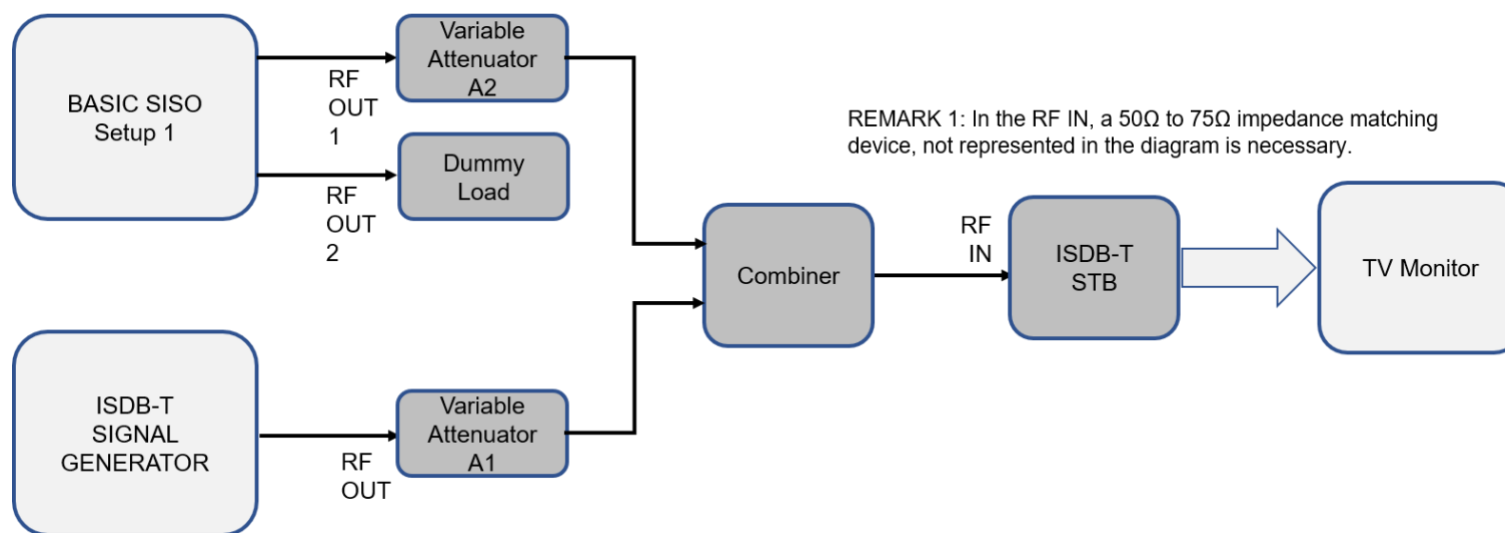 BASIC SISO
Setup 1
RF
OUT
1
Variable
Attenuator
A2
RF
OUT
2
Dummy
Load
REMARK 1: In the RF IN, a 50Ω to 75Ω impedance matching
device, not represented in the diagram is necessary.
Combiner
RF
IN
ISDB-T
STB
TV Monitor
ISDB-T
SIGNAL
GENERATOR
RF
OUT
Variable
Attenuator
A1